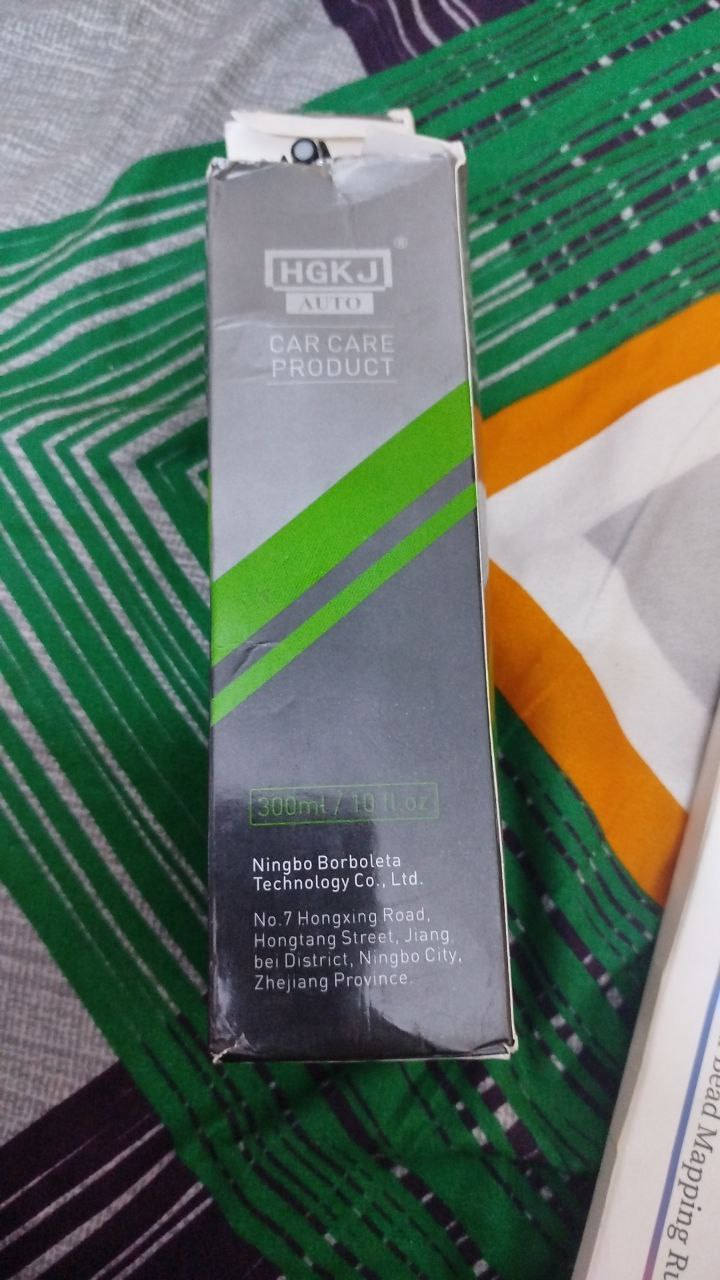 HGKJ
®
AUTO
CAR CARE
PRODUCT
300ml / 10 fl.oz
Ningbo Borboleta
Technology Co., Ltd.
No.7 Hongxing Road,
Hongtang Street, Jiang
bei District, Ningbo City,
Zhejiang Province.
Bead Mapping